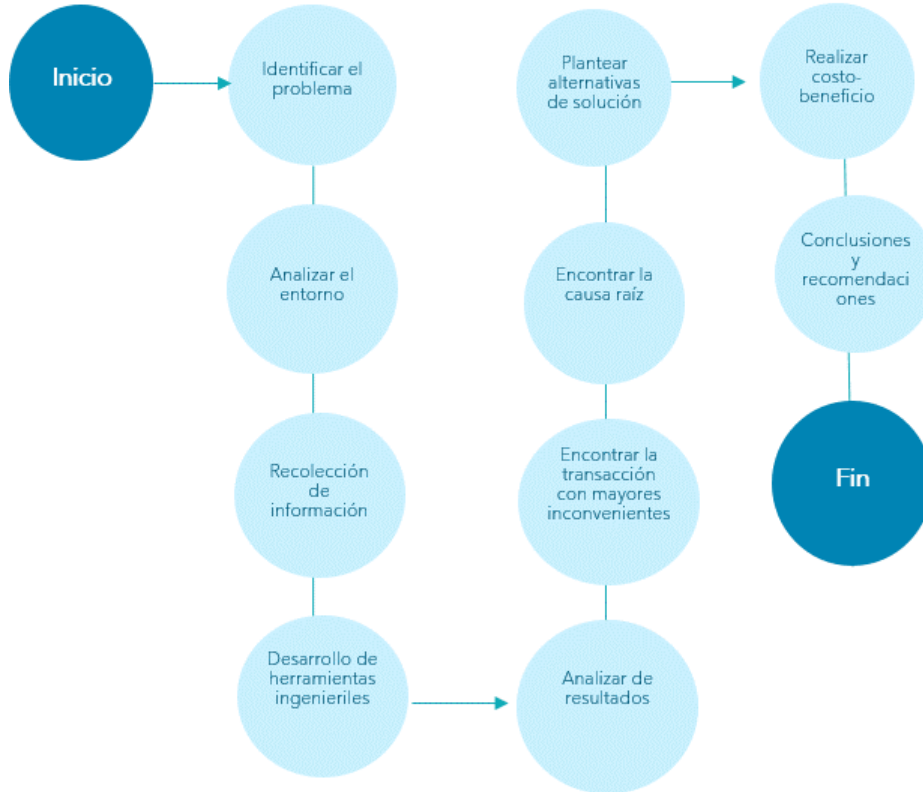 Inicio
Identificar el
problema
Analizar el
entorno
Recolección
de
información
Desarrollo de
herramientas
ingenieriles
Analizar de
resultados
Encontrar la
transacción
con mayores
inconvenientes
Encontrar la
causa raíz
Plantear
alternativas
de solución
Realizar
costo-
beneficio
Conclusiones
y
recomendaci
ones
Fin